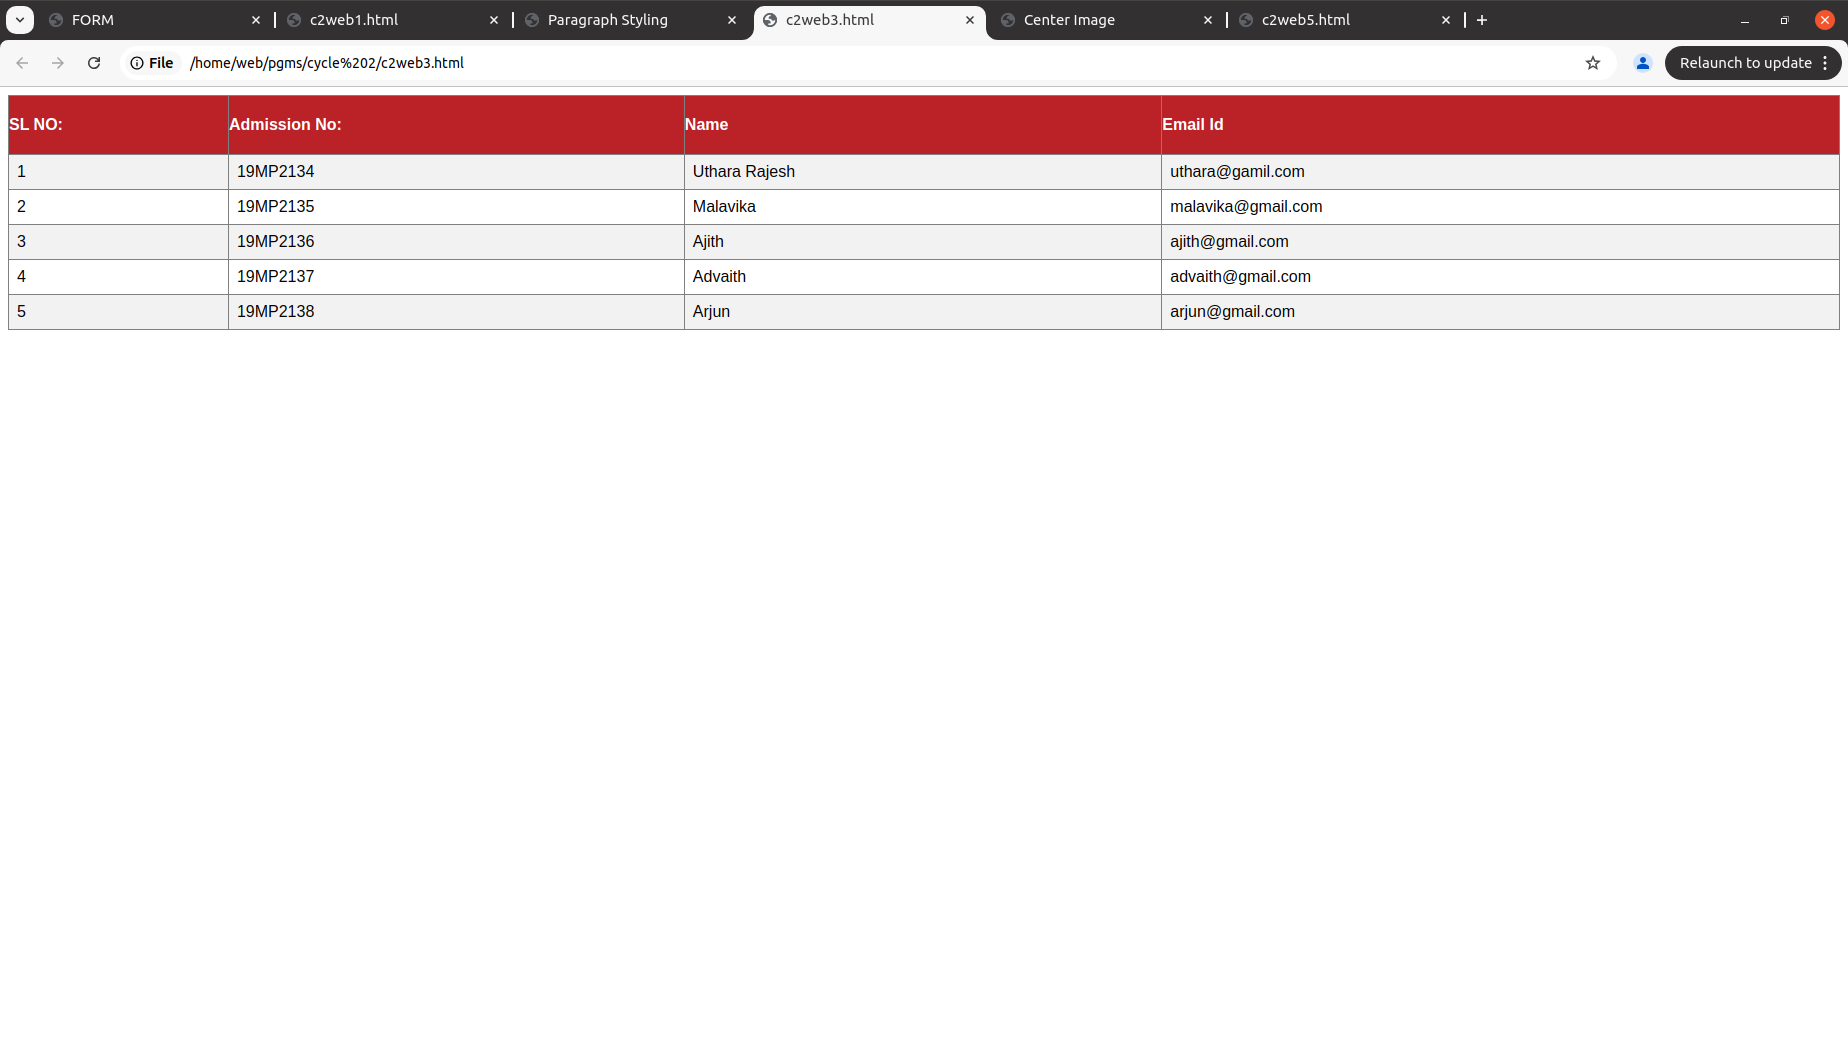 FORM c2web1.html Paragraph Styling c2web3.html Center Image c2web5.html
File /home/web/pgms/cycle%202/c2web3.html Relaunch to update
SL NO: Admission No: Name Email Id
1 19MP2134 Uthara Rajesh uthara@gamil.com
2 19MP2135 Malavika malavika@gmail.com
3 19MP2136 Ajith ajith@gmail.com
4 19MP2137 Advaith advaith@gmail.com
5 19MP2138 Arjun arjun@gmail.com